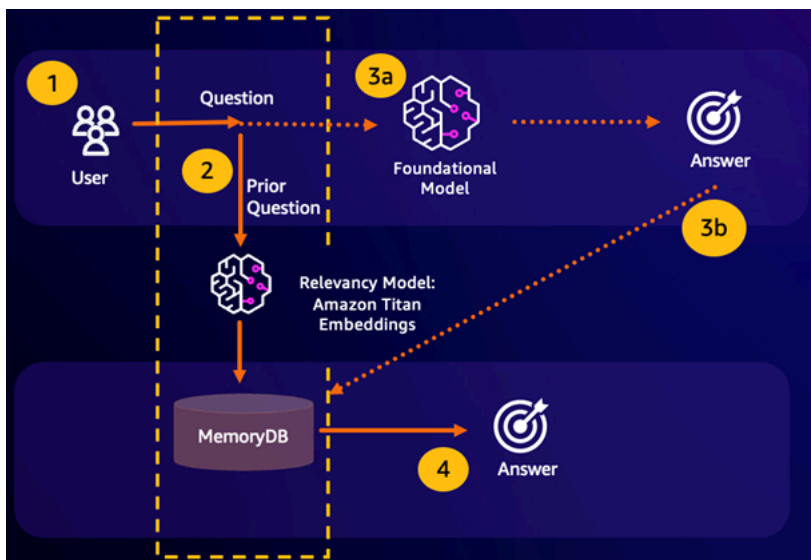 1
3a
Question
User
Foundational
Model
Answer
2
Prior
Question
3b
Relevancy Model:
Amazon Titan
Embeddings
MemoryDB
4
Answer